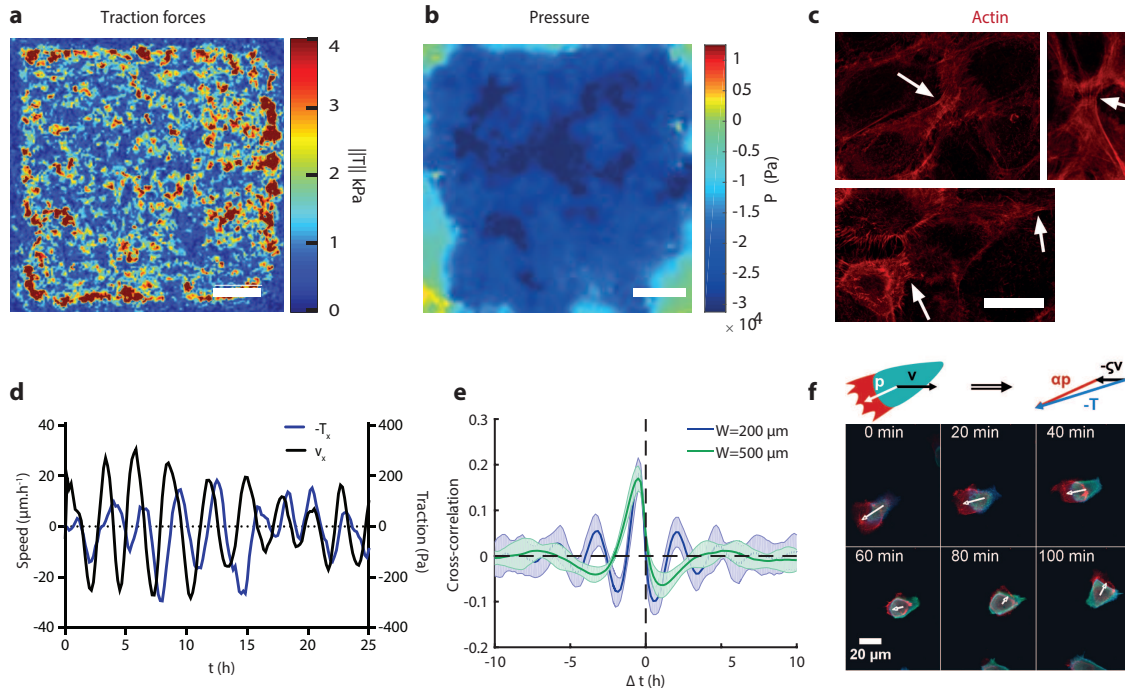 a
Traction forces
4
3
2
1
0
||T|| kPa
b
Pressure
1
0.5
0
-0.5
-1
-1.5
-2
-2.5
-3
× 10⁴
P (Pa)
c
Actin
d
40
20
0
-20
-40
Speed (μm.h⁻¹)
-Tₓ
vₓ
400
200
0
-200
-400
Traction (Pa)
0 5 10 15 20 25
t (h)
e
0.3
0.2
0.1
0
-0.1
-0.2
Cross-correlation
W=200 μm
W=500 μm
-10 -5 0 5 10
Δ t (h)
f
p v
αp -ςv
-T
0 min 20 min 40 min
60 min 80 min 100 min
20 μm